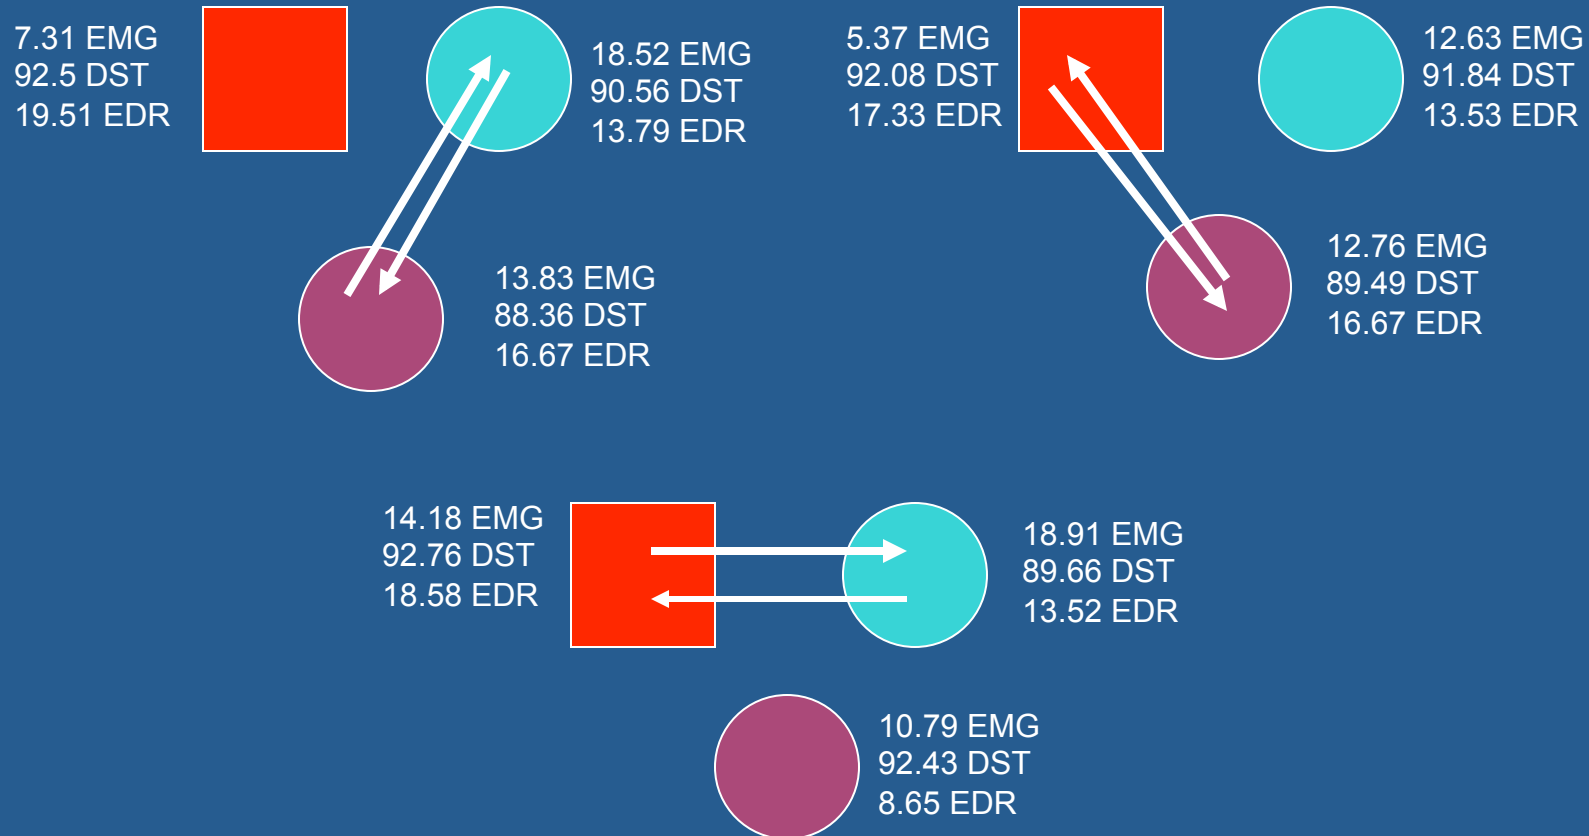 7.31 EMG
92.5 DST
19.51 EDR
18.52 EMG
90.56 DST
13.79 EDR
13.83 EMG
88.36 DST
16.67 EDR
5.37 EMG
92.08 DST
17.33 EDR
12.63 EMG
91.84 DST
13.53 EDR
12.76 EMG
89.49 DST
16.67 EDR
14.18 EMG
92.76 DST
18.58 EDR
18.91 EMG
89.66 DST
13.52 EDR
10.79 EMG
92.43 DST
8.65 EDR